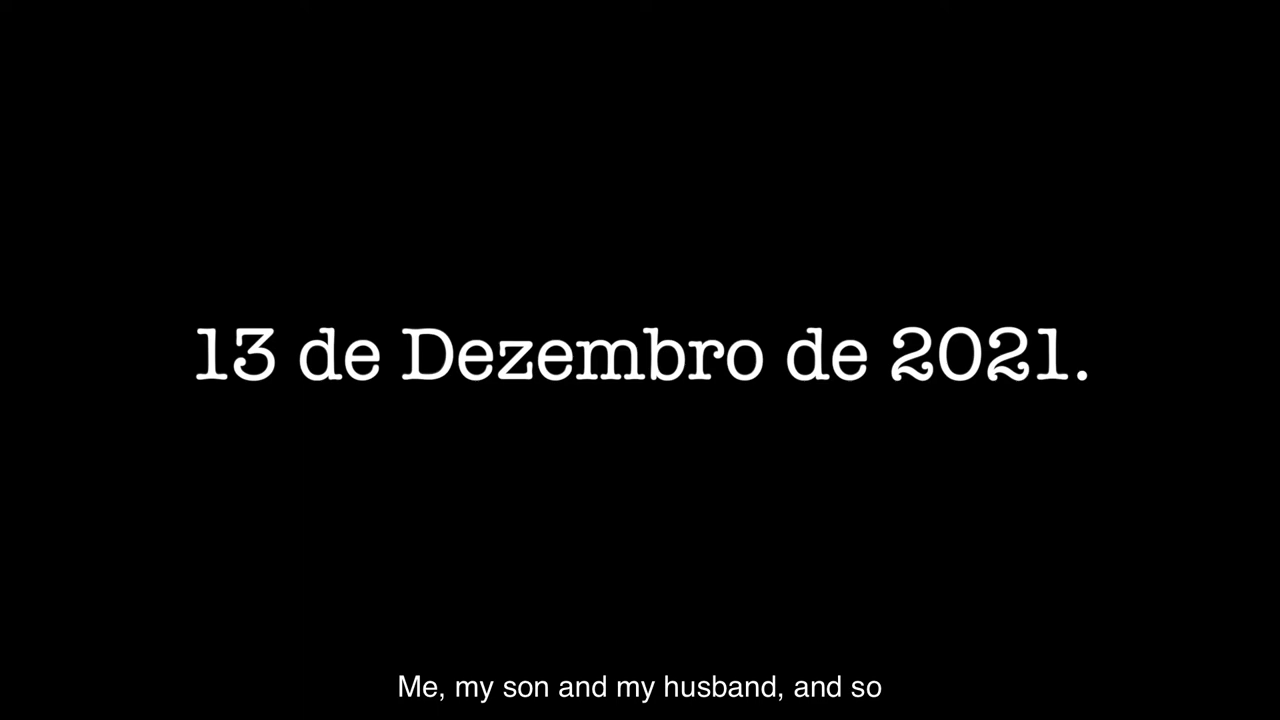 13 de Dezembro de 2021.
Me, my son and my husband, and so